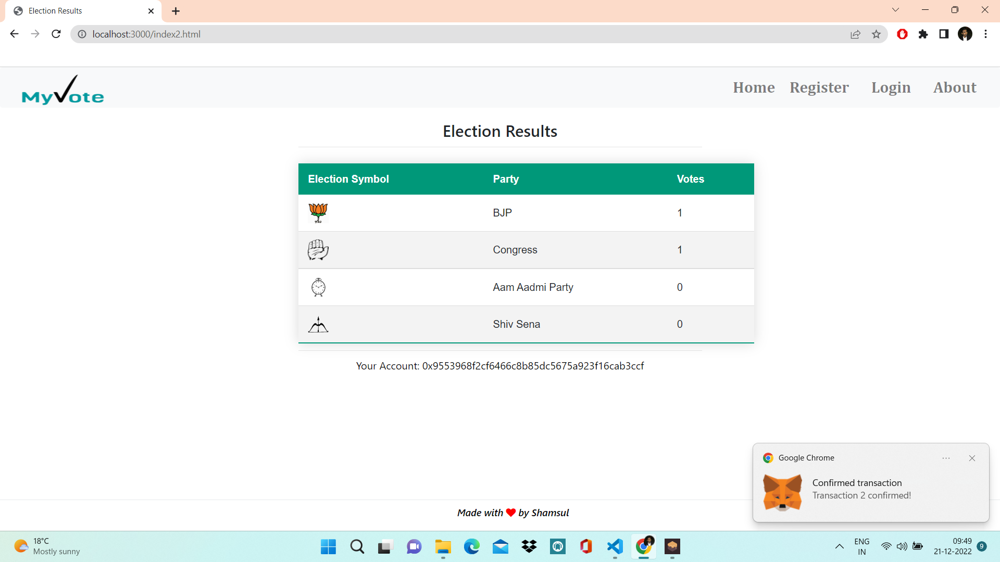 Election Results
localhost:3000/index2.html
MyVote
Home Register Login About
Election Results
Election Symbol Party Votes
BJP 1
Congress 1
Aam Aadmi Party 0
Shiv Sena 0
Your Account: 0x9553968f2cf6466c8b85dc5675a923f16cab3ccf
Google Chrome
Confirmed transaction
Transaction 2 confirmed!
Made with ❤ by Shamsul
18°C
Mostly sunny
ENG
IN
09:49
21-12-2022
9